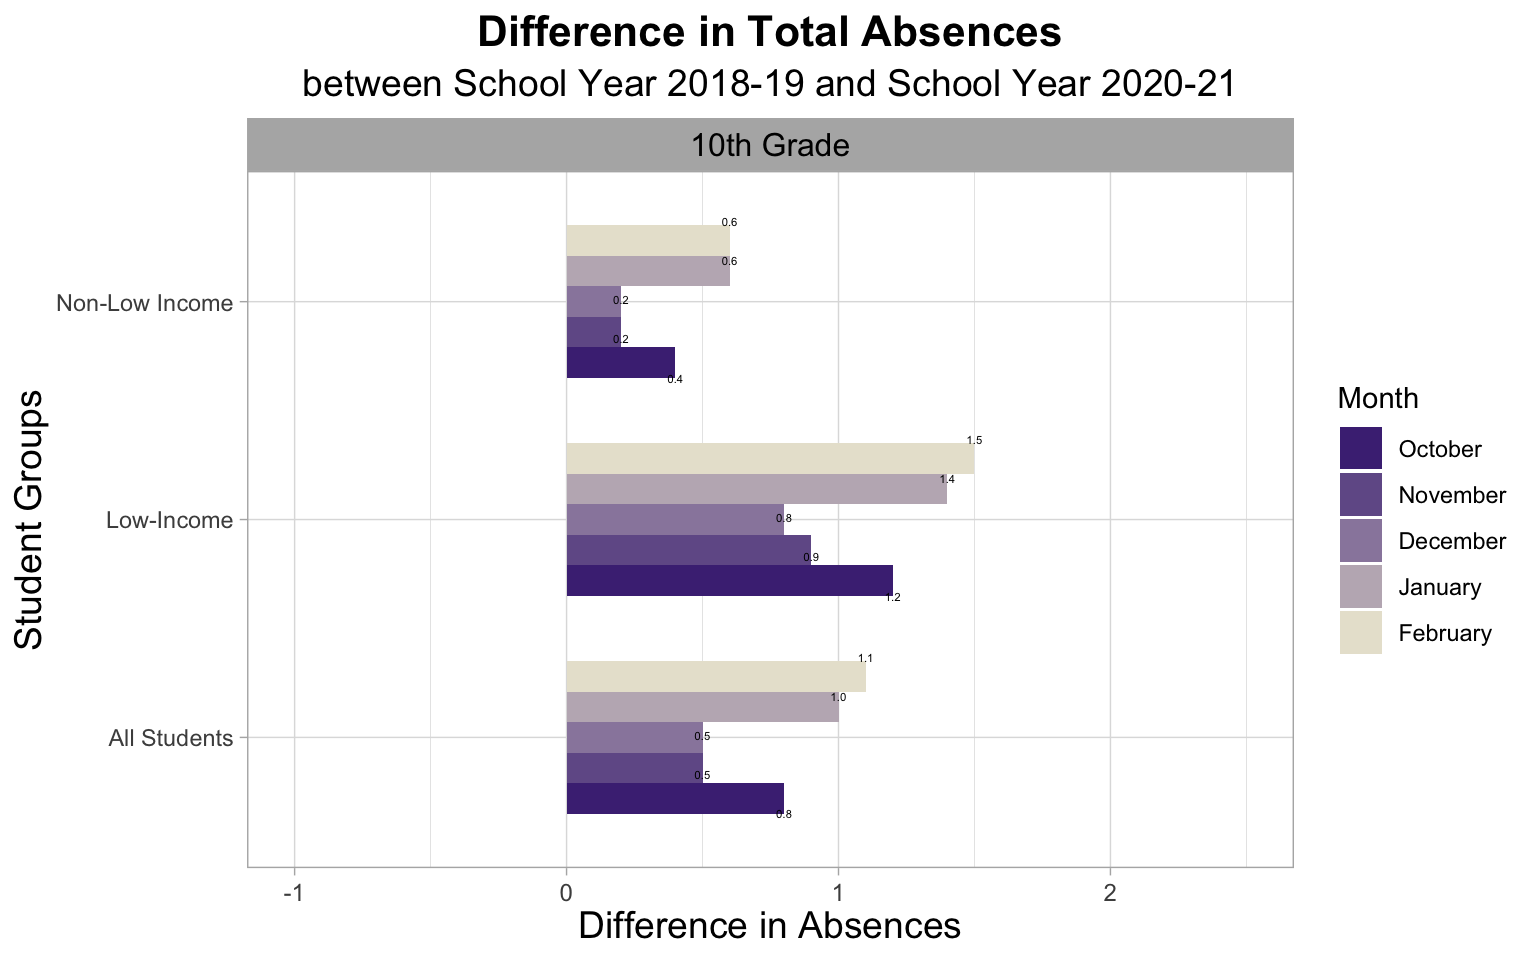 Difference in Total Absences
between School Year 2018-19 and School Year 2020-21
10th Grade
Student Groups
Non-Low Income
0.6
0.6
0.2
0.2
0.4
Low-Income
1.5
1.4
0.8
0.9
1.2
All Students
1.1
1.0
0.5
0.5
0.8
-1 0 1 2
Difference in Absences
Month
October
November
December
January
February